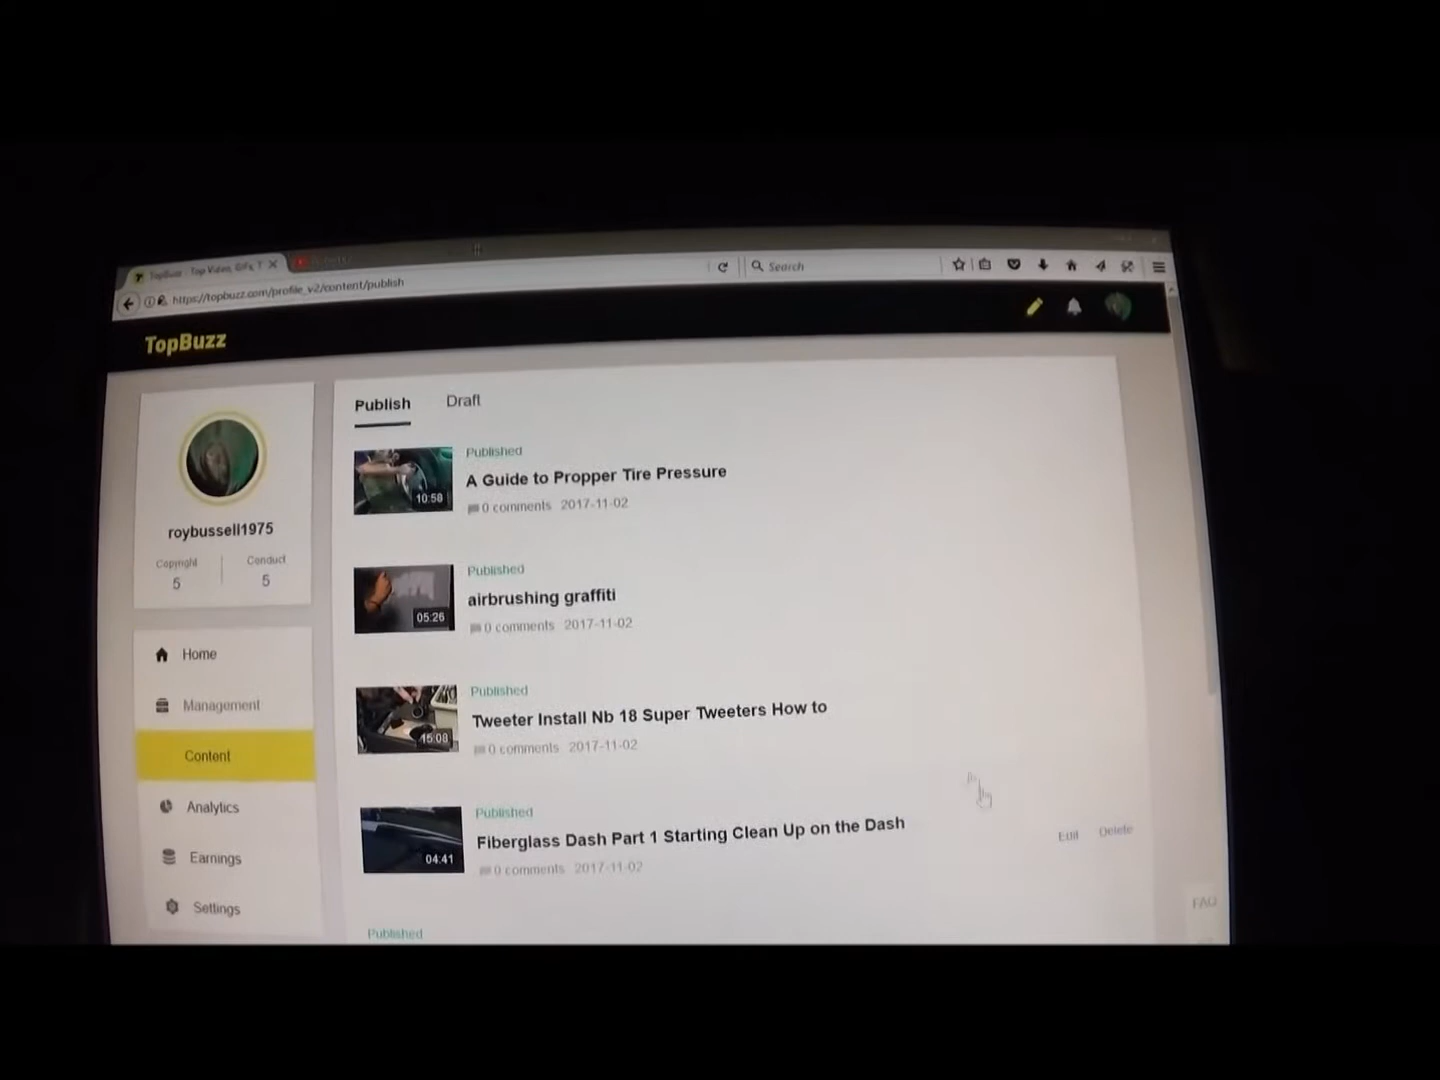 TopBuzz - Top Video, GIFs, T
https://topbuzz.com/profile_v2/content/publish
Search
TopBuzz
roybussell1975
Copyright
Conduct
5
5
Home
Management
Content
Analytics
Earnings
Settings
Publish
Draft
Published
A Guide to Propper Tire Pressure
0 comments 2017-11-02
10:58
Published
airbrushing graffiti
0 comments 2017-11-02
05:26
Published
Tweeter Install Nb 18 Super Tweeters How to
0 comments 2017-11-02
15:08
Published
Fiberglass Dash Part 1 Starting Clean Up on the Dash
0 comments 2017-11-02
04:41
Edit
Delete
Published
FAQ